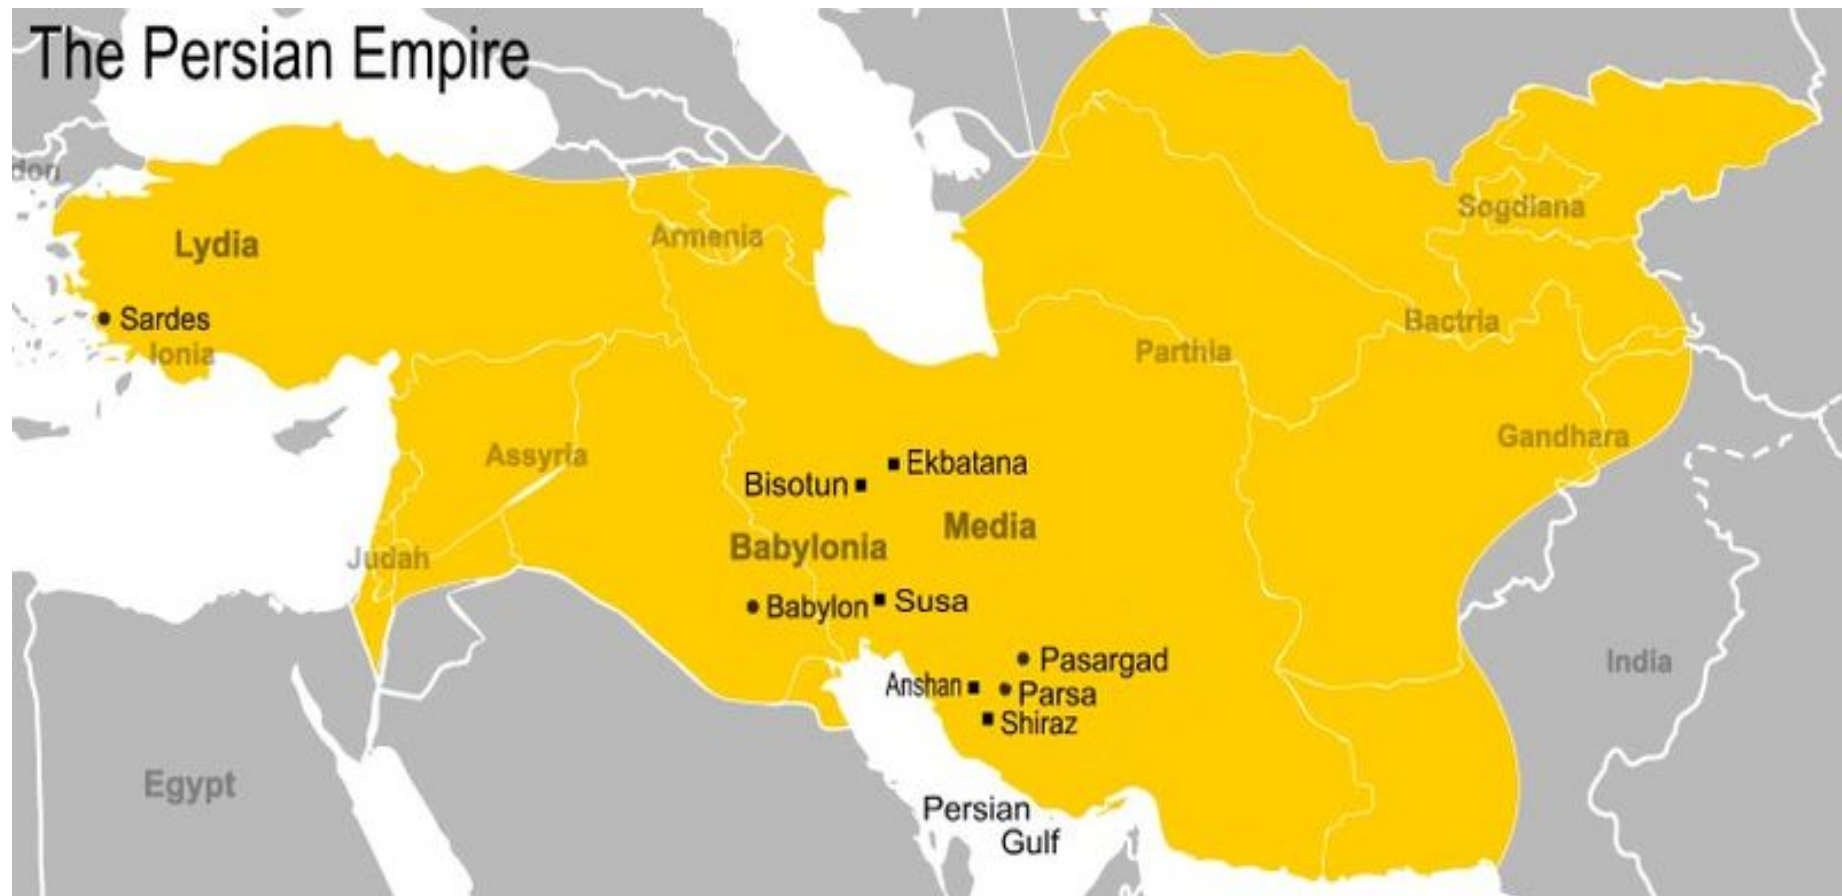 The Persian Empire
don
Sogdiana
Lydia
Armenia
Sardes
Ionia
Bactria
Parthia
Gandhara
Assyria
Ekbatana
Bisotun
Media
Babylonia
Judah
Babylon
Susa
Pasargad
India
Anshan
Parsa
Shiraz
Egypt
Persian
Gulf